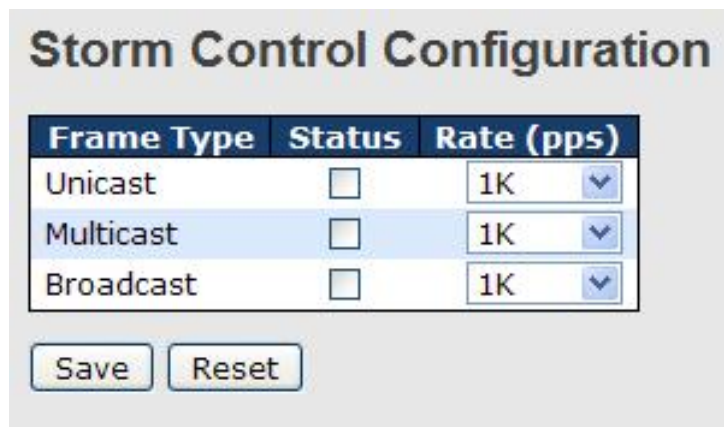 Storm Control Configuration
Frame Type Status Rate (pps)
Unicast 1K
Multicast 1K
Broadcast 1K
Save Reset